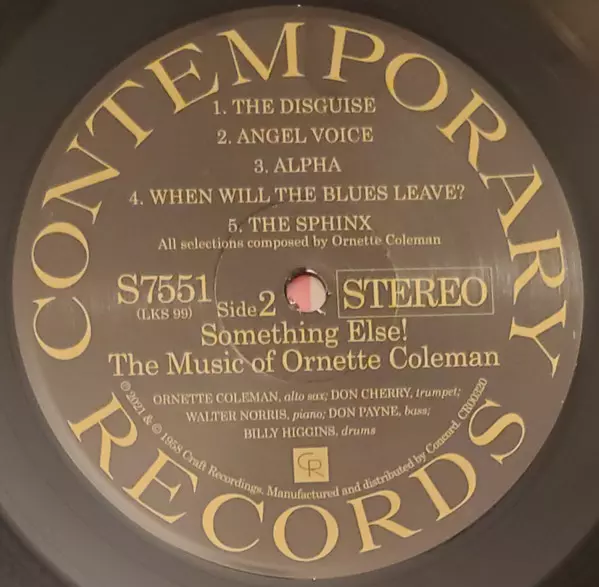 CONTEMPORARY
1. THE DISGUISE
2. ANGEL VOICE
3. ALPHA
4. WHEN WILL THE BLUES LEAVE?
5. THE SPHINX
All selections composed by Ornette Coleman
S7551
(LKS 99)
Side 2
STEREO
Something Else!
The Music of Ornette Coleman
ORNETTE COLEMAN, alto sax; DON CHERRY, trumpet;
WALTER NORRIS, piano; DON PAYNE, bass;
BILLY HIGGINS, drums
CR
℗ 2021 & © 1958 Craft Recordings. Manufactured and distributed by Concord. CR00320
RECORDS